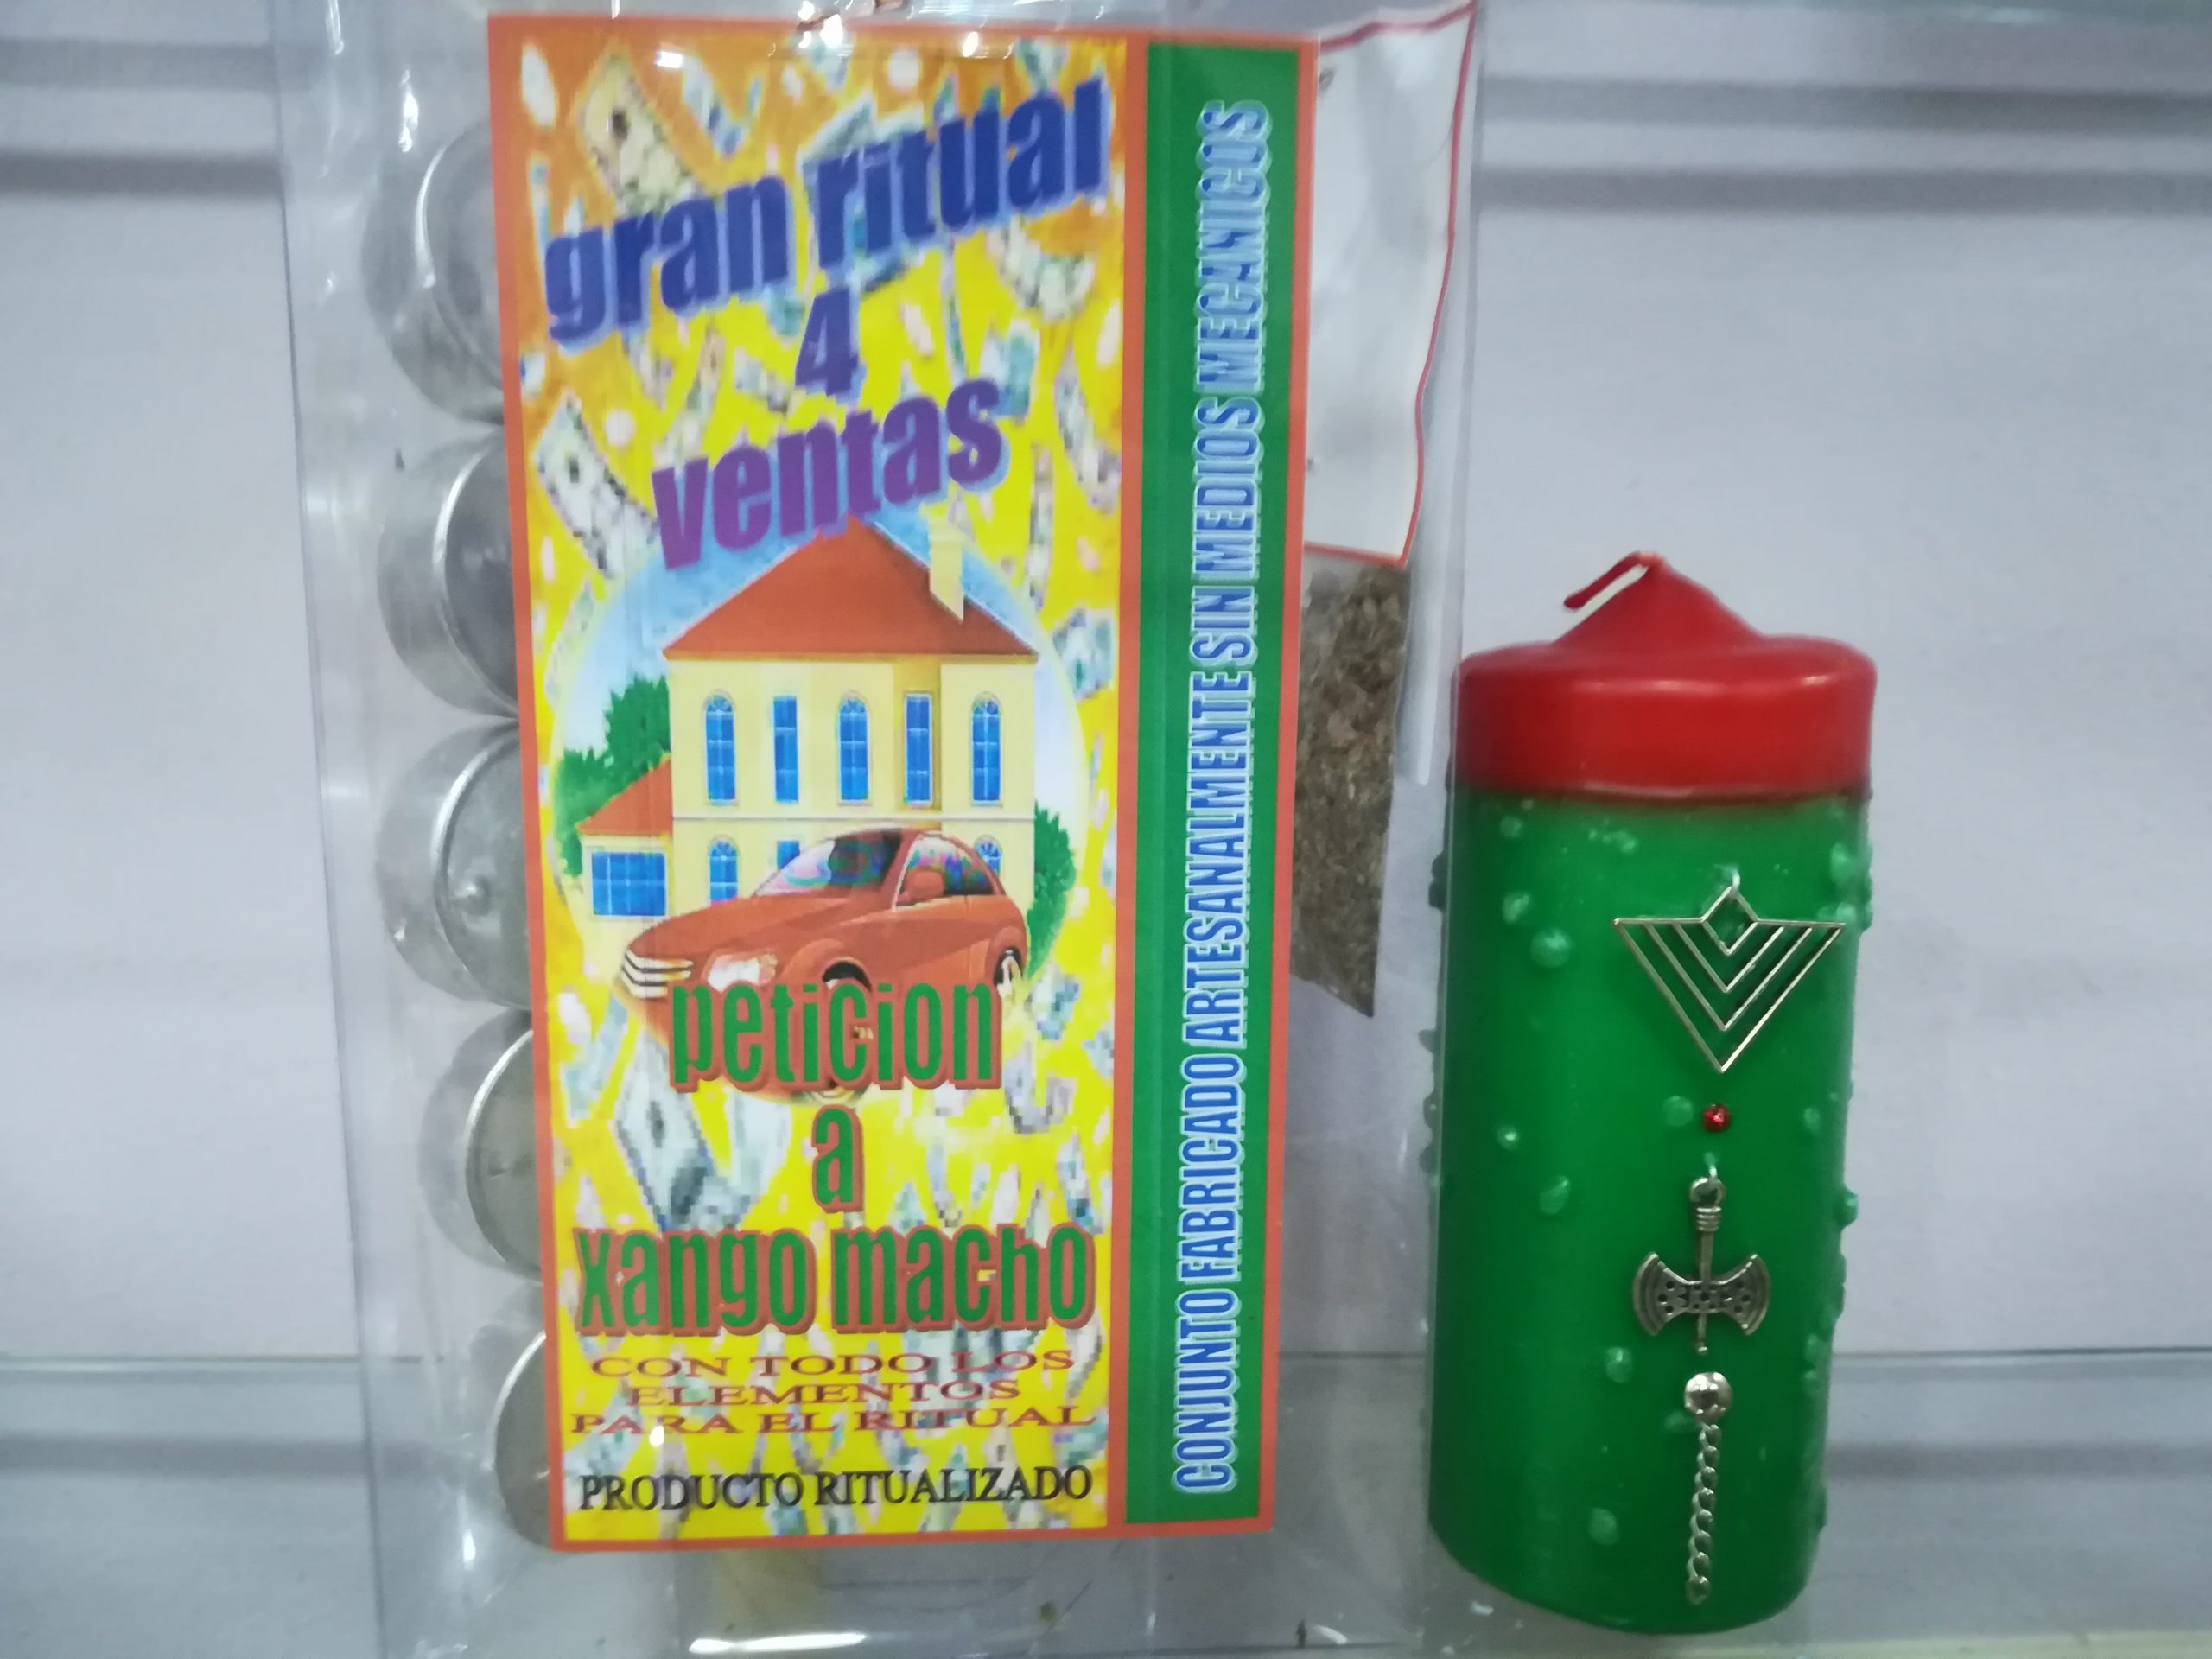 gran ritual
4
ventas
peticion
a
xango macho
CON TODO LOS
ELEMENTOS
PARA EL RITUAL
PRODUCTO RITUALIZADO
CONJUNTO FABRICADO ARTESANALMENTE SIN MEDIOS MECANICOS